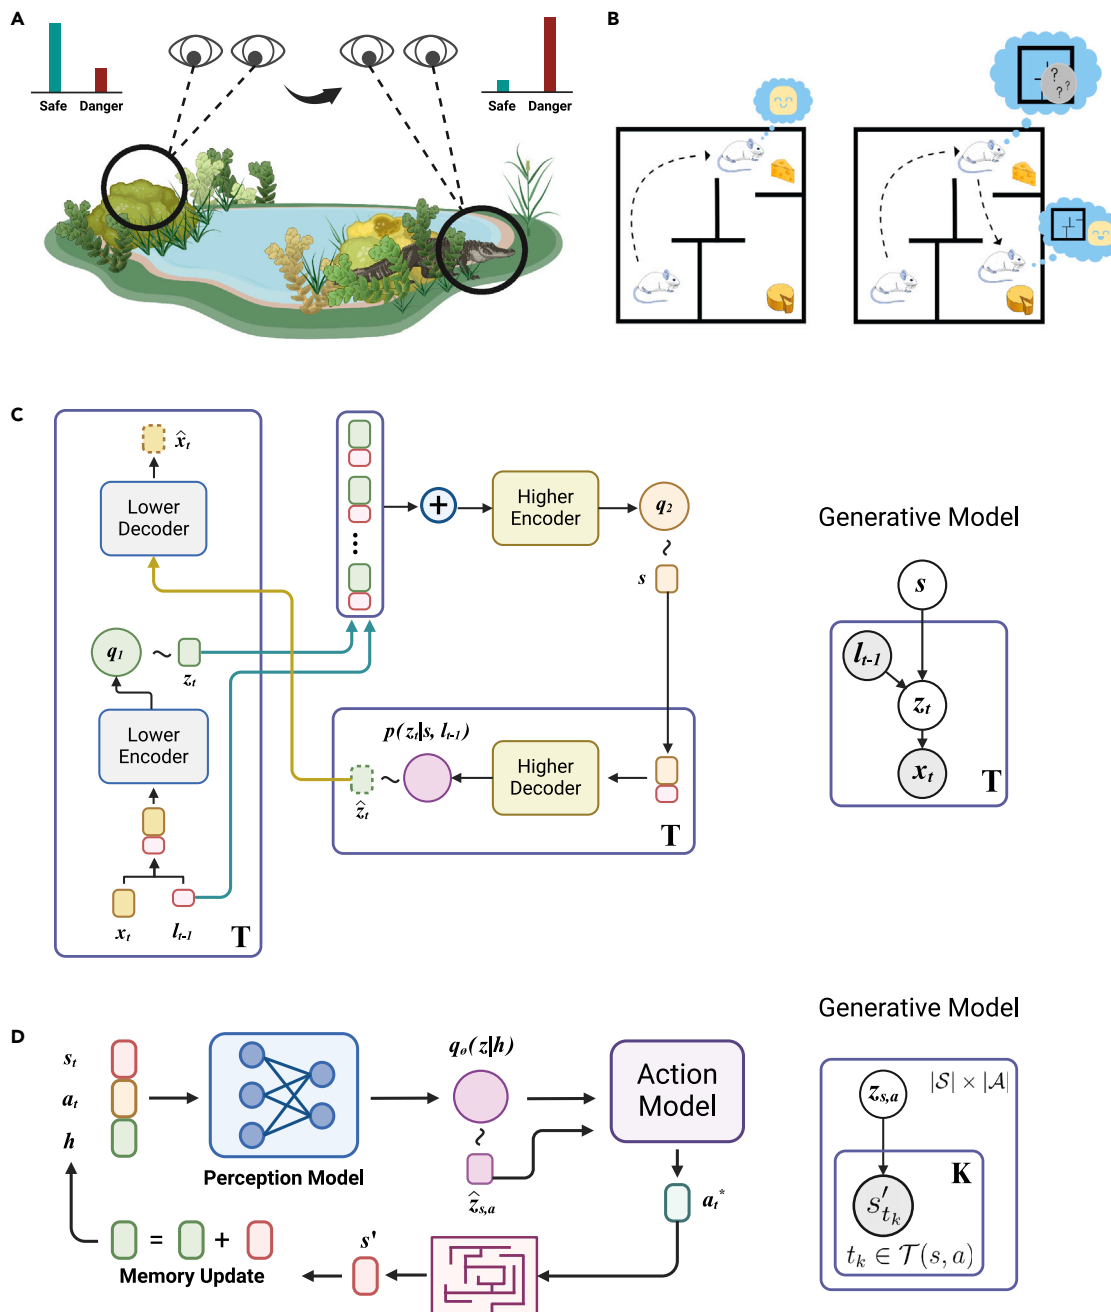 A
Safe Danger
Safe Danger
B
? ? ?
C
x̂ₜ
Lower
Decoder
q₁ ~ zₜ
Lower
Encoder
xₜ lₜ₋₁
T
...
+
Higher
Encoder
q₂
~
s
p(zₜ|s, lₜ₋₁)
ẑₜ ~
Higher
Decoder
T
Generative Model
s
lₜ₋₁
zₜ
xₜ
T
D
sₜ
aₜ
h
Perception Model
qø(z|h)
~
ẑs,a
Action
Model
aₜ*
s'
= +
Memory Update
Generative Model
zs,a
|𝒮| × |𝒜|
K
s′tₖ
tₖ ∈ 𝒯(s, a)